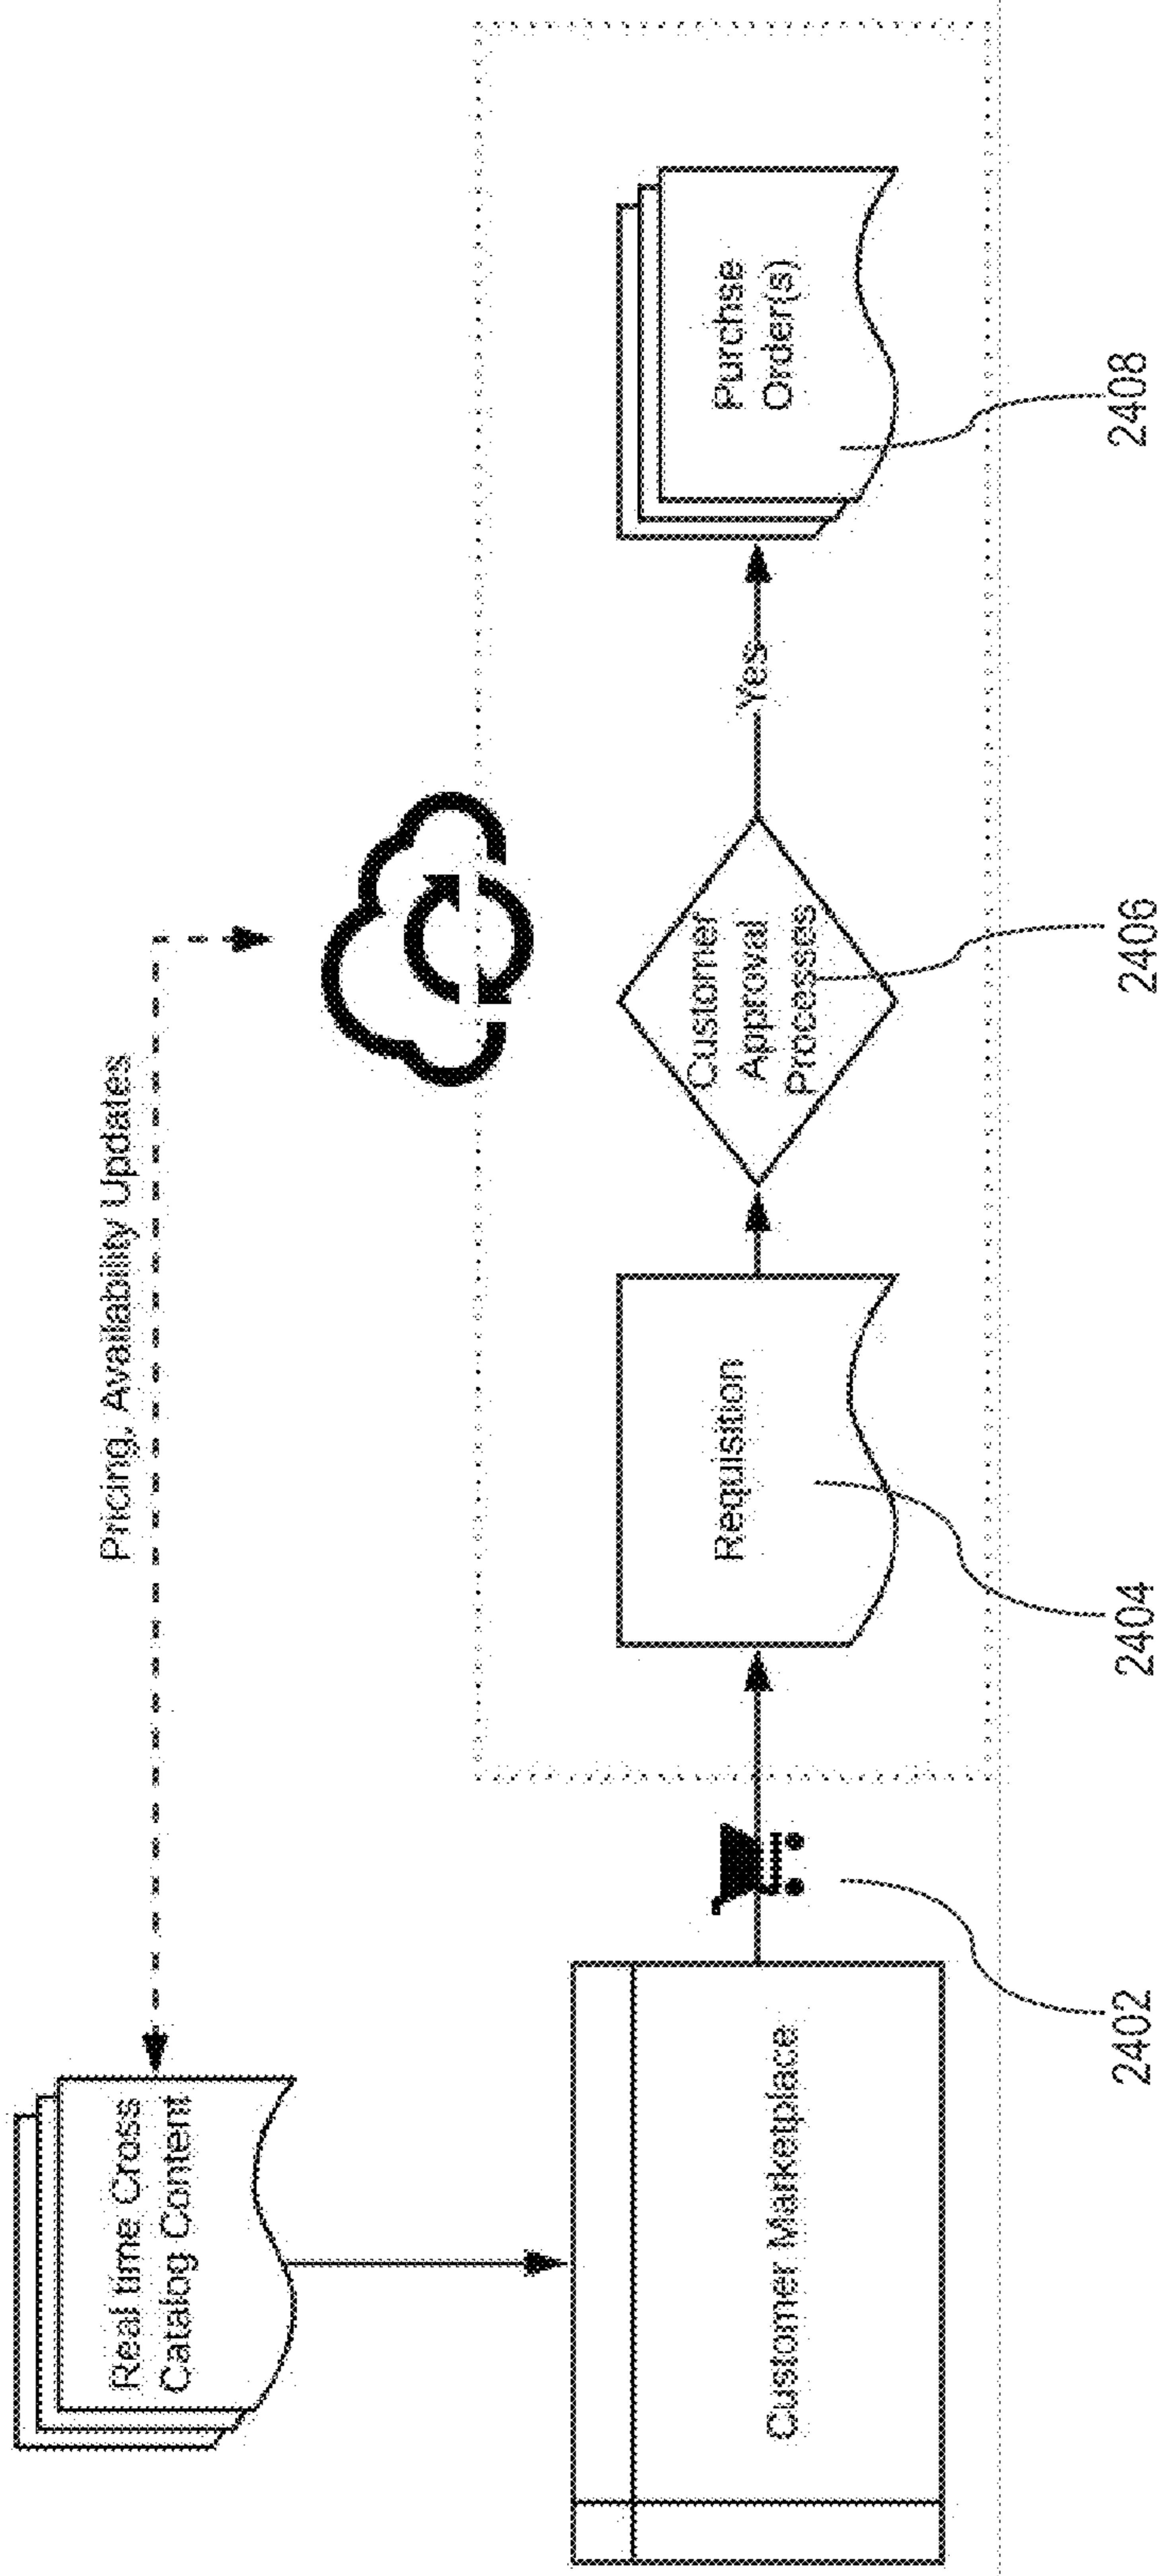 Pricing, Availability Updates
Real time Cross
Catalog Content
Customer Marketplace
Requisition
Customer
Approval
Processes
Yes
Purchse
Order(s)
2402
2404
2406
2408